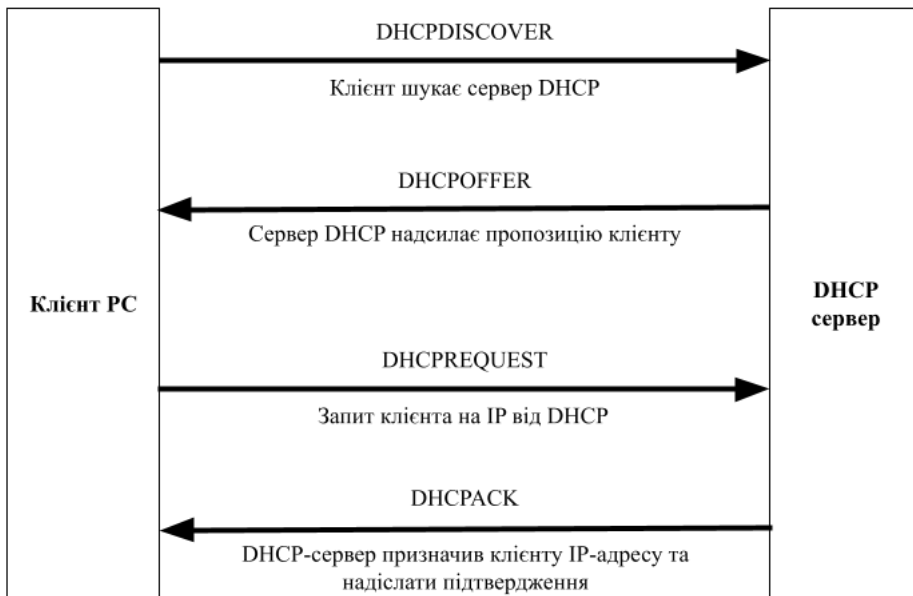 DHCPDISCOVER
Клієнт шукає сервер DHCP
DHCPOFFER
Сервер DHCP надсилає пропозицію клієнту
Клієнт PC
DHCP
сервер
DHCPREQUEST
Запит клієнта на IP від DHCP
DHCPACK
DHCP-сервер призначив клієнту IP-адресу та
надіслати підтвердження